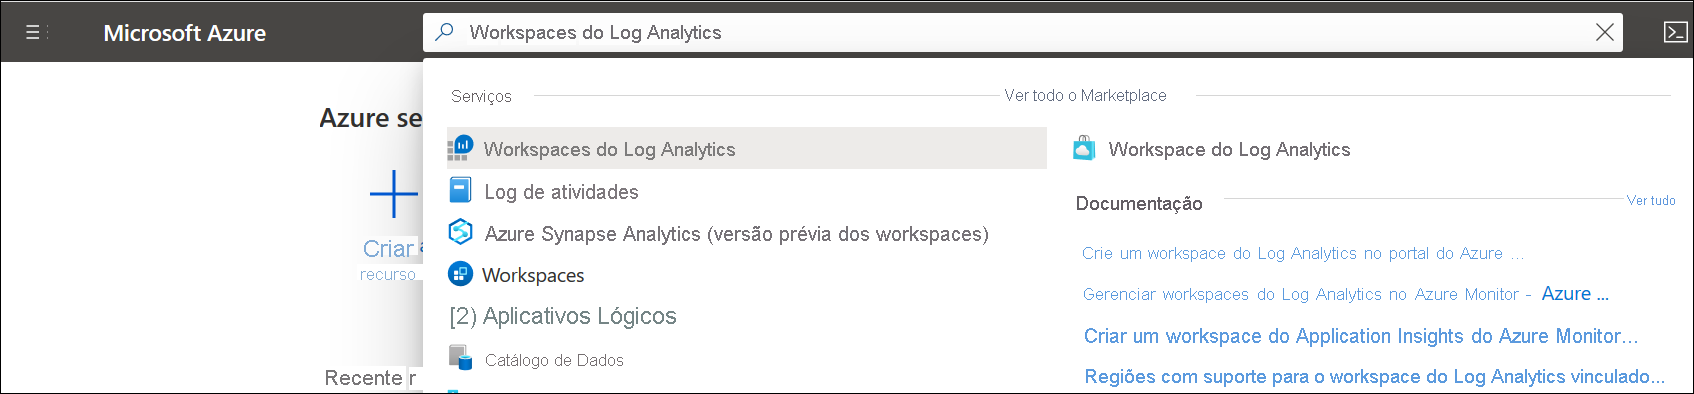 Microsoft Azure
Workspaces do Log Analytics
Serviços
Ver todo o Marketplace
Azure se
Workspaces do Log Analytics
Log de atividades
Azure Synapse Analytics (versão prévia dos workspaces)
Workspaces
[2) Aplicativos Lógicos
Catálogo de Dados
Workspace do Log Analytics
Documentação
Ver tudo
Crie um workspace do Log Analytics no portal do Azure ...
Gerenciar workspaces do Log Analytics no Azure Monitor - Azure ...
Criar um workspace do Application Insights do Azure Monitor...
Regiões com suporte para o workspace do Log Analytics vinculado...
Criar
recurso
Recente r